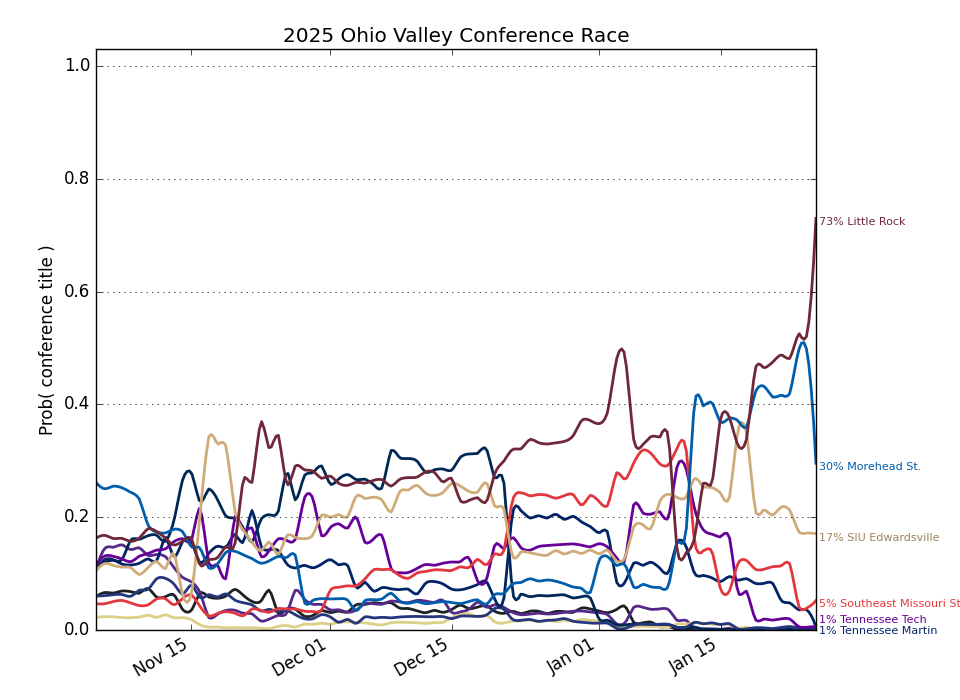 2025 Ohio Valley Conference Race
Prob( conference title )
1.0
0.8
0.6
0.4
0.2
0.0
Nov 15
Dec 01
Dec 15
Jan 01
Jan 15
73% Little Rock
30% Morehead St.
17% SIU Edwardsville
5% Southeast Missouri St
1% Tennessee Tech
1% Tennessee Martin